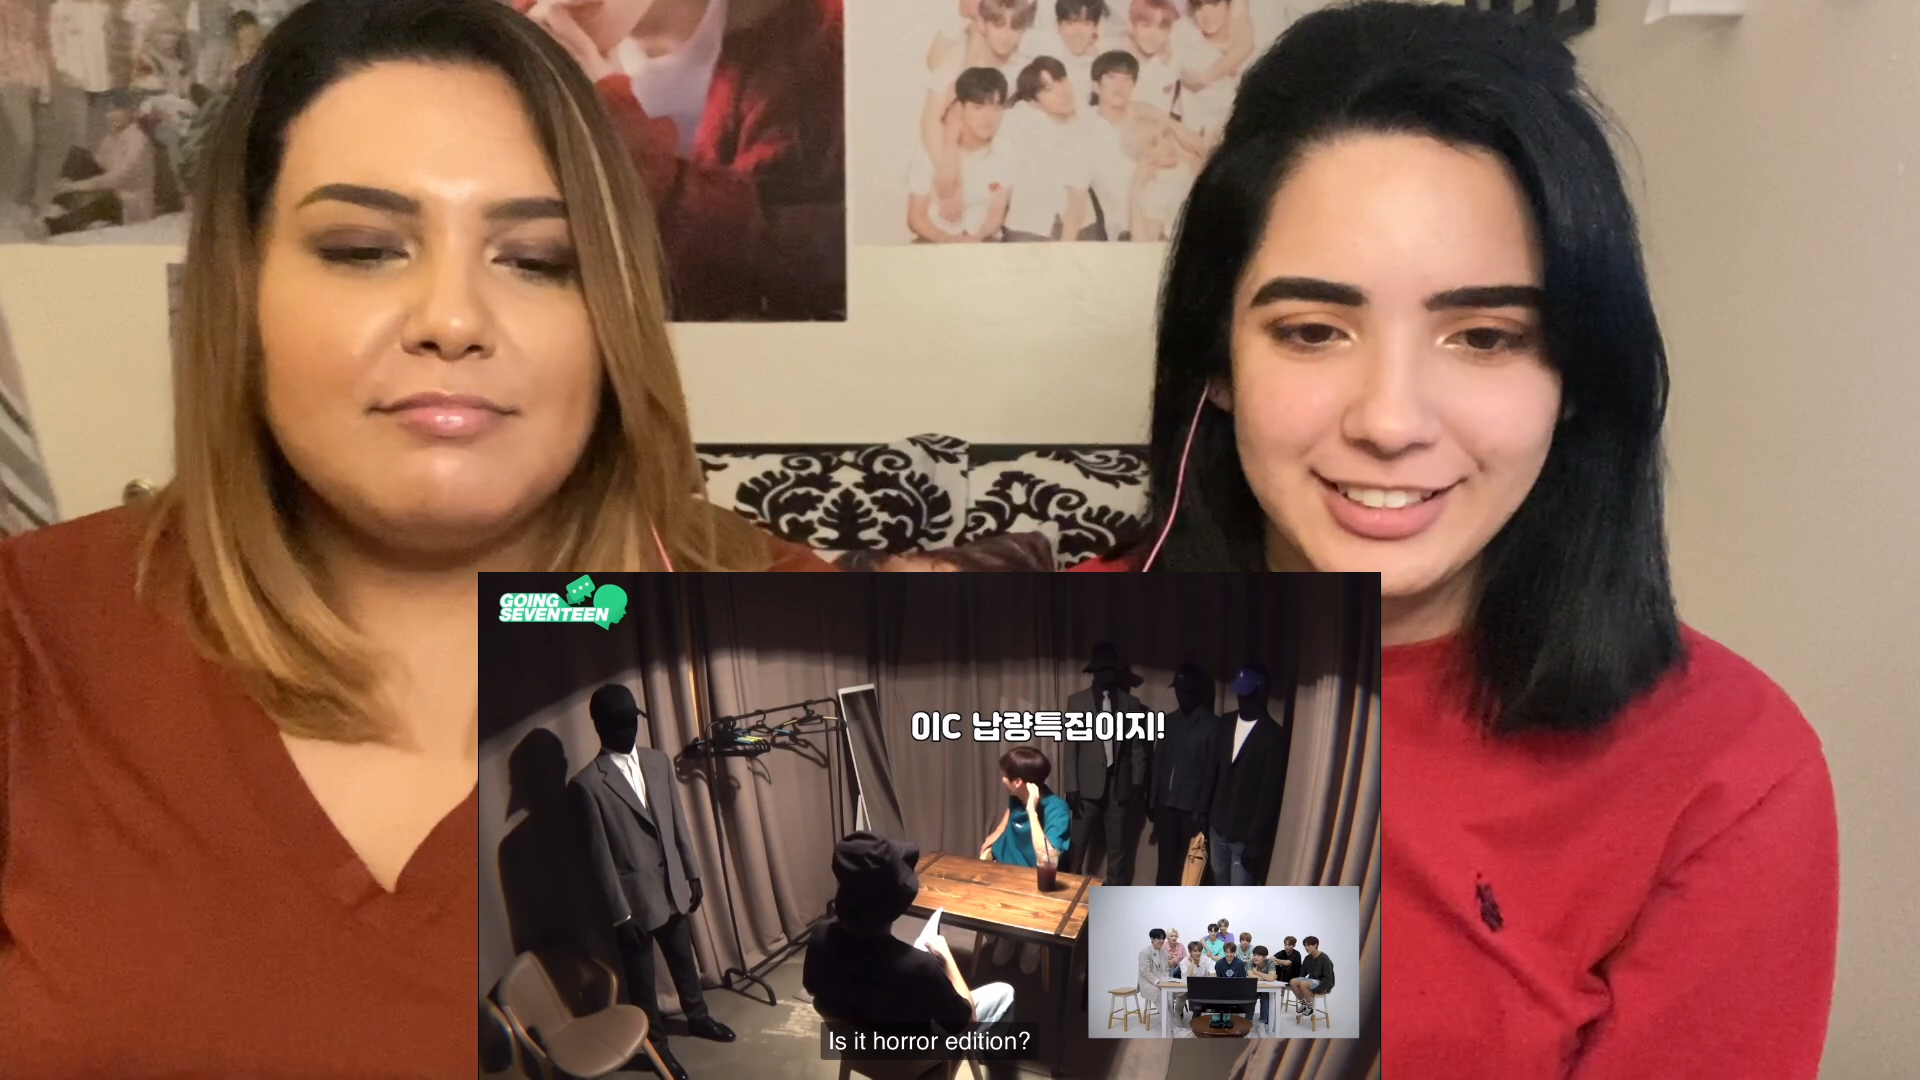 GOING
SEVENTEEN
이C 납량특집이지!
Is it horror edition?